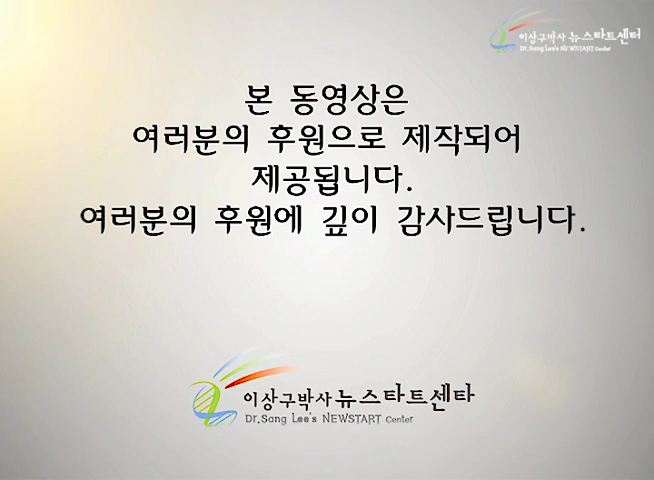 이상구박사 뉴스타트센터
Dr.Sang Lee's NEWSTART Center
본 동영상은
여러분의 후원으로 제작되어
제공됩니다.
여러분의 후원에 깊이 감사드립니다.
이상구박사 뉴스타트센타
Dr.Sang Lee's NEWSTART Center